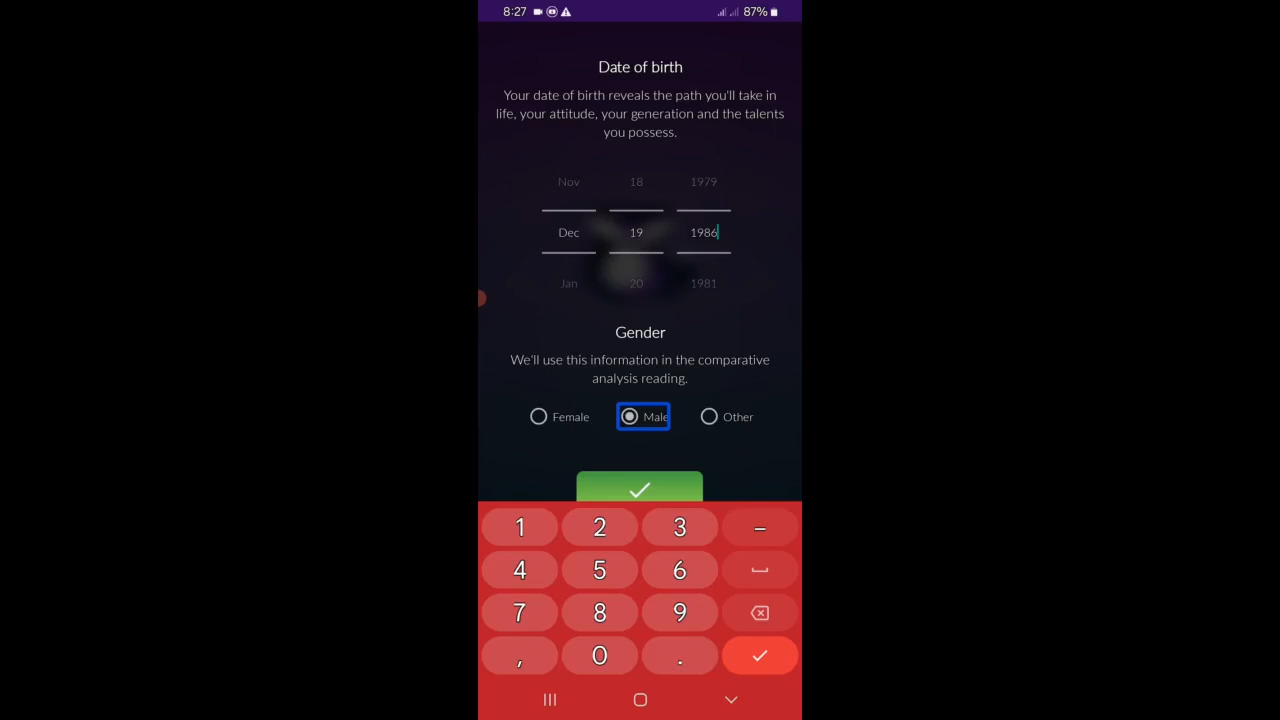 8:27 87%
Date of birth
Your date of birth reveals the path you'll take in
life, your attitude, your generation and the talents
you possess.
Nov 18 1979
Dec 19 1986
Jan 20 1981
Gender
We'll use this information in the comparative
analysis reading.
Female Male Other
1 2 3 –
4 5 6
7 8 9
, 0 .